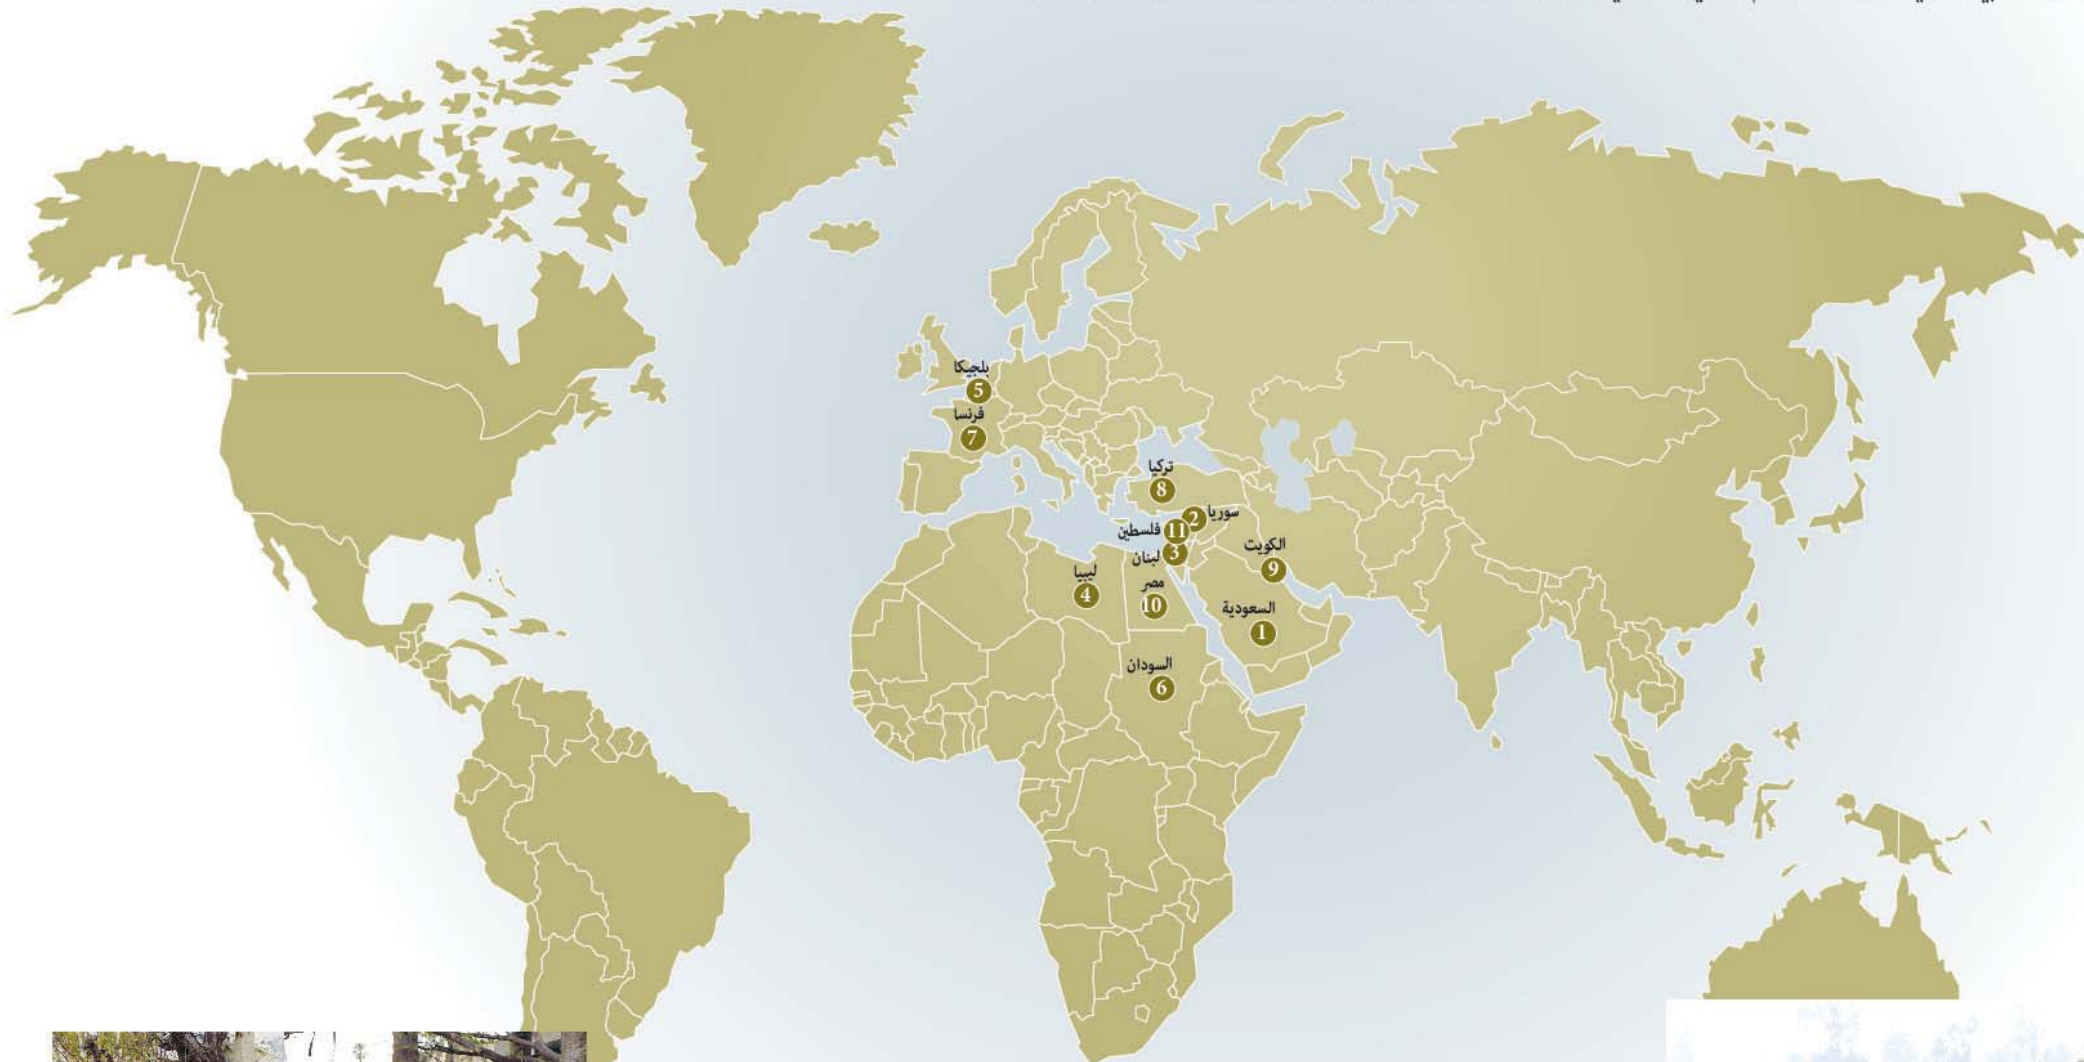 بلجيكا
5
فرنسا
7
تركيا
8
سوريا 2
11 فلسطين
3 لبنان
الكويت
9
ليبيا
4
مصر
10
السعودية
1
السودان
6